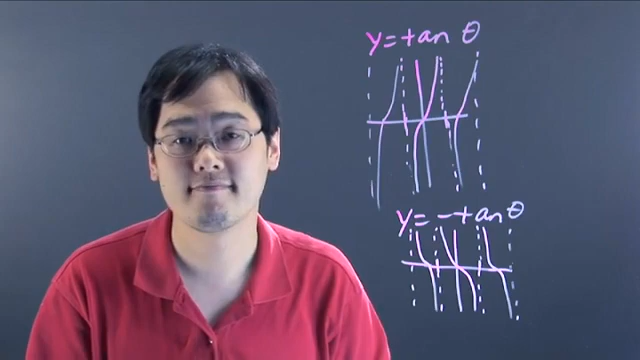 y = tan θ
y = -tan θ